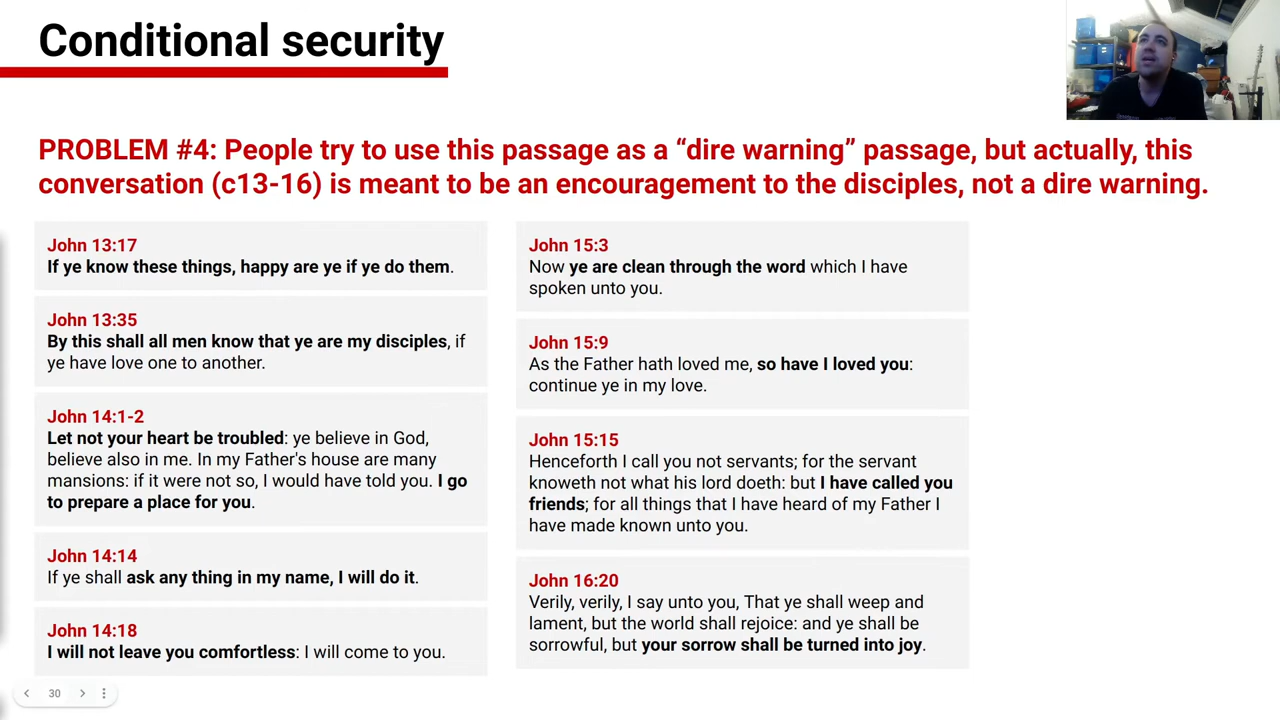 Conditional security
PROBLEM #4: People try to use this passage as a “dire warning” passage, but actually, this
conversation (c13-16) is meant to be an encouragement to the disciples, not a dire warning.
John 13:17
If ye know these things, happy are ye if ye do them.
John 13:35
By this shall all men know that ye are my disciples, if
ye have love one to another.
John 14:1-2
Let not your heart be troubled: ye believe in God,
believe also in me. In my Father's house are many
mansions: if it were not so, I would have told you. I go
to prepare a place for you.
John 14:14
If ye shall ask any thing in my name, I will do it.
John 14:18
I will not leave you comfortless: I will come to you.
John 15:3
Now ye are clean through the word which I have
spoken unto you.
John 15:9
As the Father hath loved me, so have I loved you:
continue ye in my love.
John 15:15
Henceforth I call you not servants; for the servant
knoweth not what his lord doeth: but I have called you
friends; for all things that I have heard of my Father I
have made known unto you.
John 16:20
Verily, verily, I say unto you, That ye shall weep and
lament, but the world shall rejoice: and ye shall be
sorrowful, but your sorrow shall be turned into joy.
30